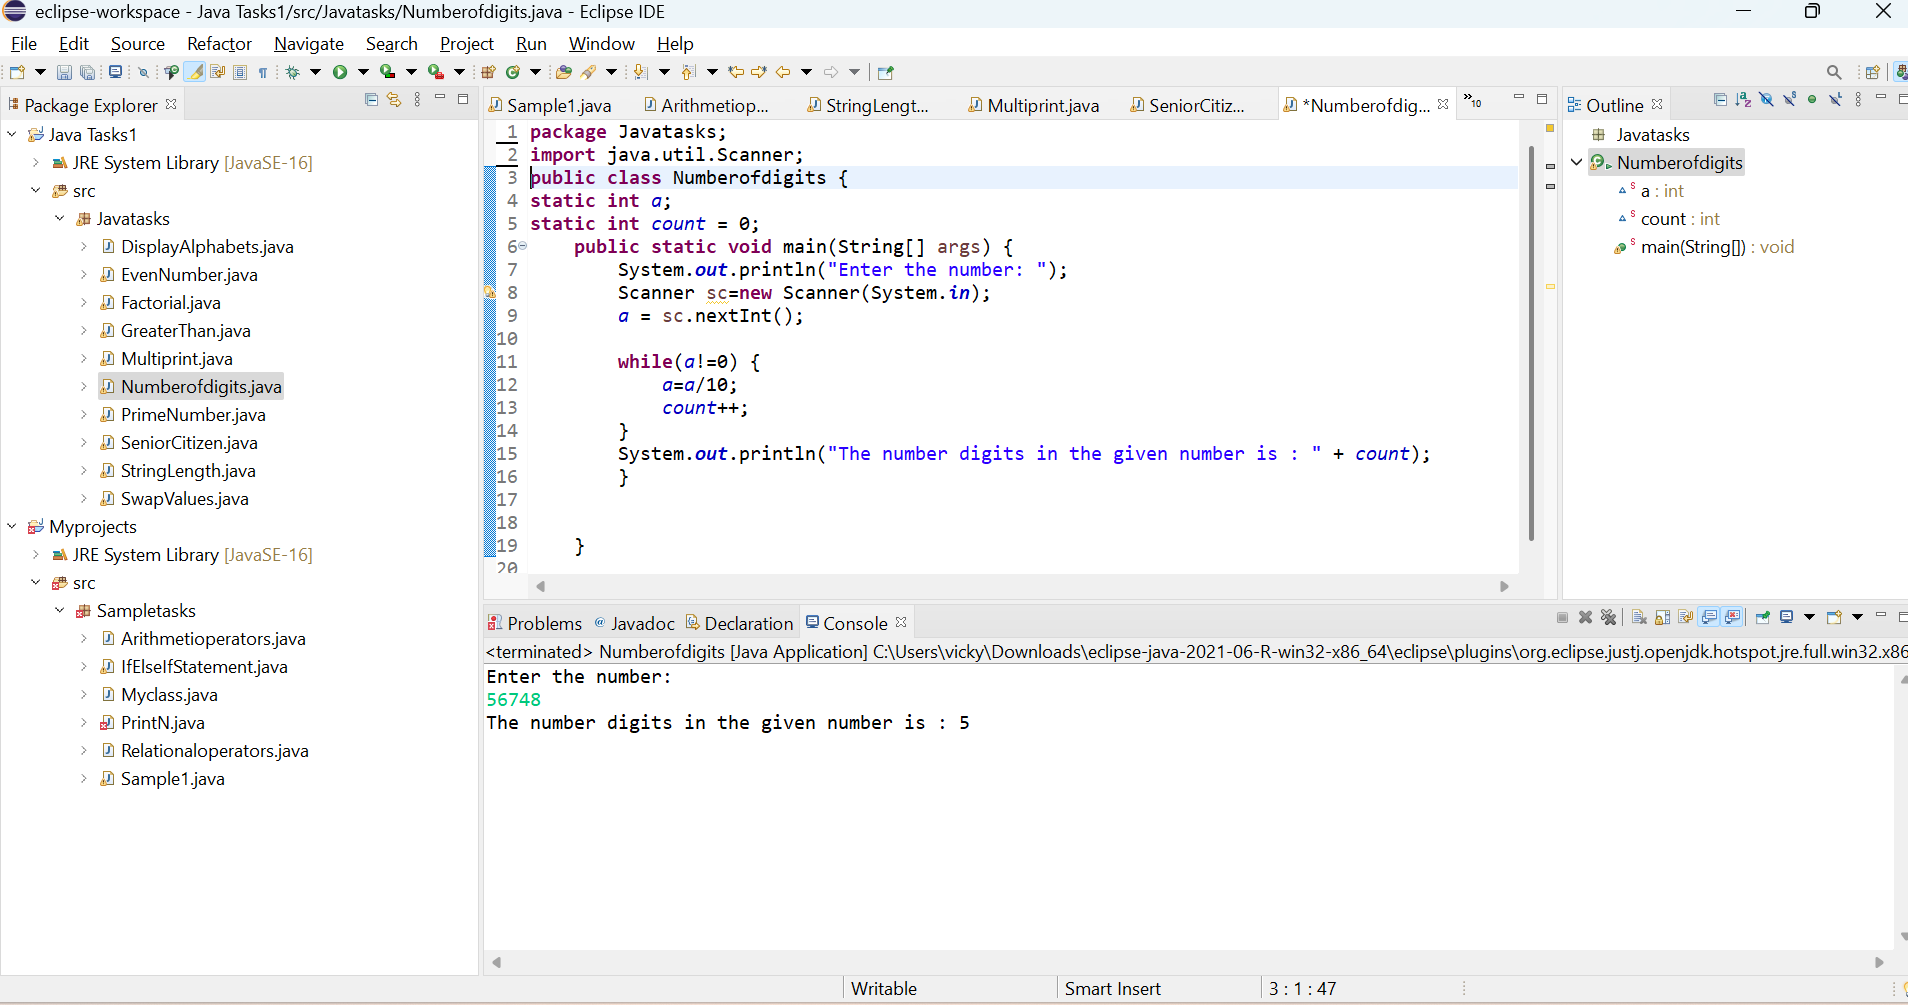 eclipse-workspace - Java Tasks1/src/Javatasks/Numberofdigits.java - Eclipse IDE
File Edit Source Refactor Navigate Search Project Run Window Help
Package Explorer
Java Tasks1
JRE System Library [JavaSE-16]
src
Javatasks
DisplayAlphabets.java
EvenNumber.java
Factorial.java
GreaterThan.java
Multiprint.java
Numberofdigits.java
PrimeNumber.java
SeniorCitizen.java
StringLength.java
SwapValues.java
Myprojects
JRE System Library [JavaSE-16]
src
Sampletasks
Arithmetioperators.java
IfElseIfStatement.java
Myclass.java
PrintN.java
Relationaloperators.java
Sample1.java
Sample1.java Arithmetiop... StringLengt... Multiprint.java SeniorCitiz... *Numberofdig... »10
1 package Javatasks;
2 import java.util.Scanner;
3 public class Numberofdigits {
4 static int a;
5 static int count = 0;
6 public static void main(String[] args) {
7 System.out.println("Enter the number: ");
8 Scanner sc=new Scanner(System.in);
9 a = sc.nextInt();
10
11 while(a!=0) {
12 a=a/10;
13 count++;
14 }
15 System.out.println("The number digits in the given number is : " + count);
16 }
17
18
19 }
20
Outline
Javatasks
Numberofdigits
a : int
count : int
main(String[]) : void
Problems @ Javadoc Declaration Console
<terminated> Numberofdigits [Java Application] C:\Users\vicky\Downloads\eclipse-java-2021-06-R-win32-x86_64\eclipse\plugins\org.eclipse.justj.openjdk.hotspot.jre.full.win32.x86
Enter the number:
56748
The number digits in the given number is : 5
Writable Smart Insert 3 : 1 : 47